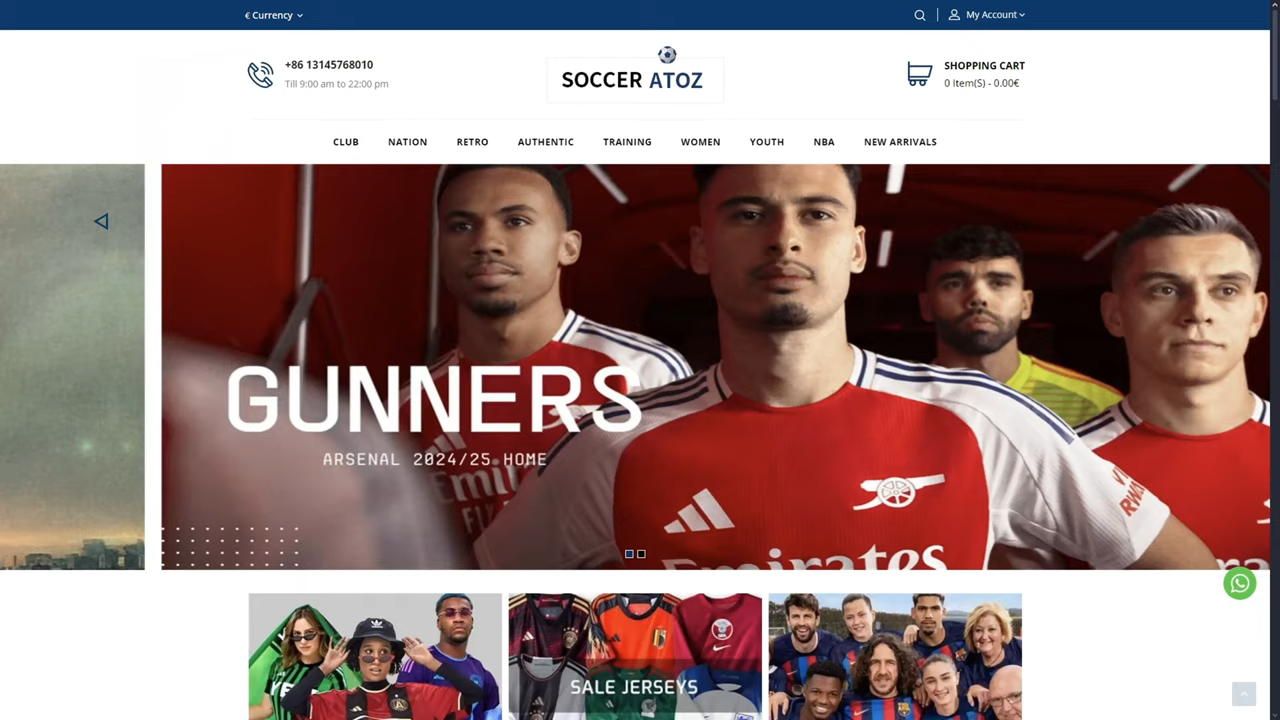 € Currency
My Account
+86 13145768010
Till 9:00 am to 22:00 pm
SOCCER ATOZ
SHOPPING CART
0 Item(S) - 0.00€
CLUB NATION RETRO AUTHENTIC TRAINING WOMEN YOUTH NBA NEW ARRIVALS
GUNNERS
ARSENAL 2024/25 HOME
Emirates
SALE JERSEYS